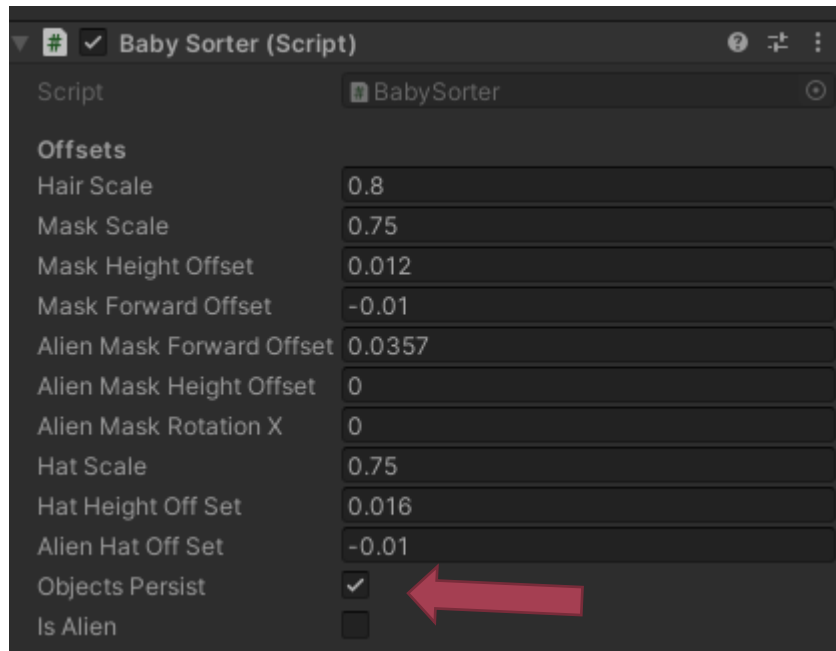 Baby Sorter (Script)
Script BabySorter
Offsets
Hair Scale 0.8
Mask Scale 0.75
Mask Height Offset 0.012
Mask Forward Offset -0.01
Alien Mask Forward Offset 0.0357
Alien Mask Height Offset 0
Alien Mask Rotation X 0
Hat Scale 0.75
Hat Height Off Set 0.016
Alien Hat Off Set -0.01
Objects Persist
Is Alien